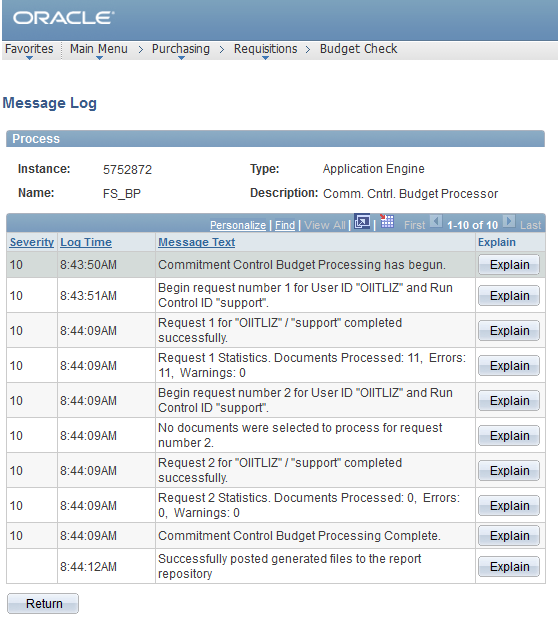 ORACLE
Favorites Main Menu > Purchasing > Requisitions > Budget Check
Message Log
Process
Instance: 5752872 Type: Application Engine
Name: FS_BP Description: Comm. Cntrl. Budget Processor
Personalize | Find | View All | | First 1-10 of 10 Last
Severity Log Time Message Text Explain
10 8:43:50AM Commitment Control Budget Processing has begun. Explain
10 8:43:51AM Begin request number 1 for User ID "OIITLIZ" and Run
Control ID "support". Explain
10 8:44:09AM Request 1 for "OIITLIZ" / "support" completed
successfully. Explain
10 8:44:09AM Request 1 Statistics. Documents Processed: 11, Errors:
11, Warnings: 0 Explain
10 8:44:09AM Begin request number 2 for User ID "OIITLIZ" and Run
Control ID "support". Explain
10 8:44:09AM No documents were selected to process for request
number 2. Explain
10 8:44:09AM Request 2 for "OIITLIZ" / "support" completed
successfully. Explain
10 8:44:09AM Request 2 Statistics. Documents Processed: 0, Errors:
0, Warnings: 0 Explain
10 8:44:09AM Commitment Control Budget Processing Complete. Explain
8:44:12AM Successfully posted generated files to the report
repository Explain
Return